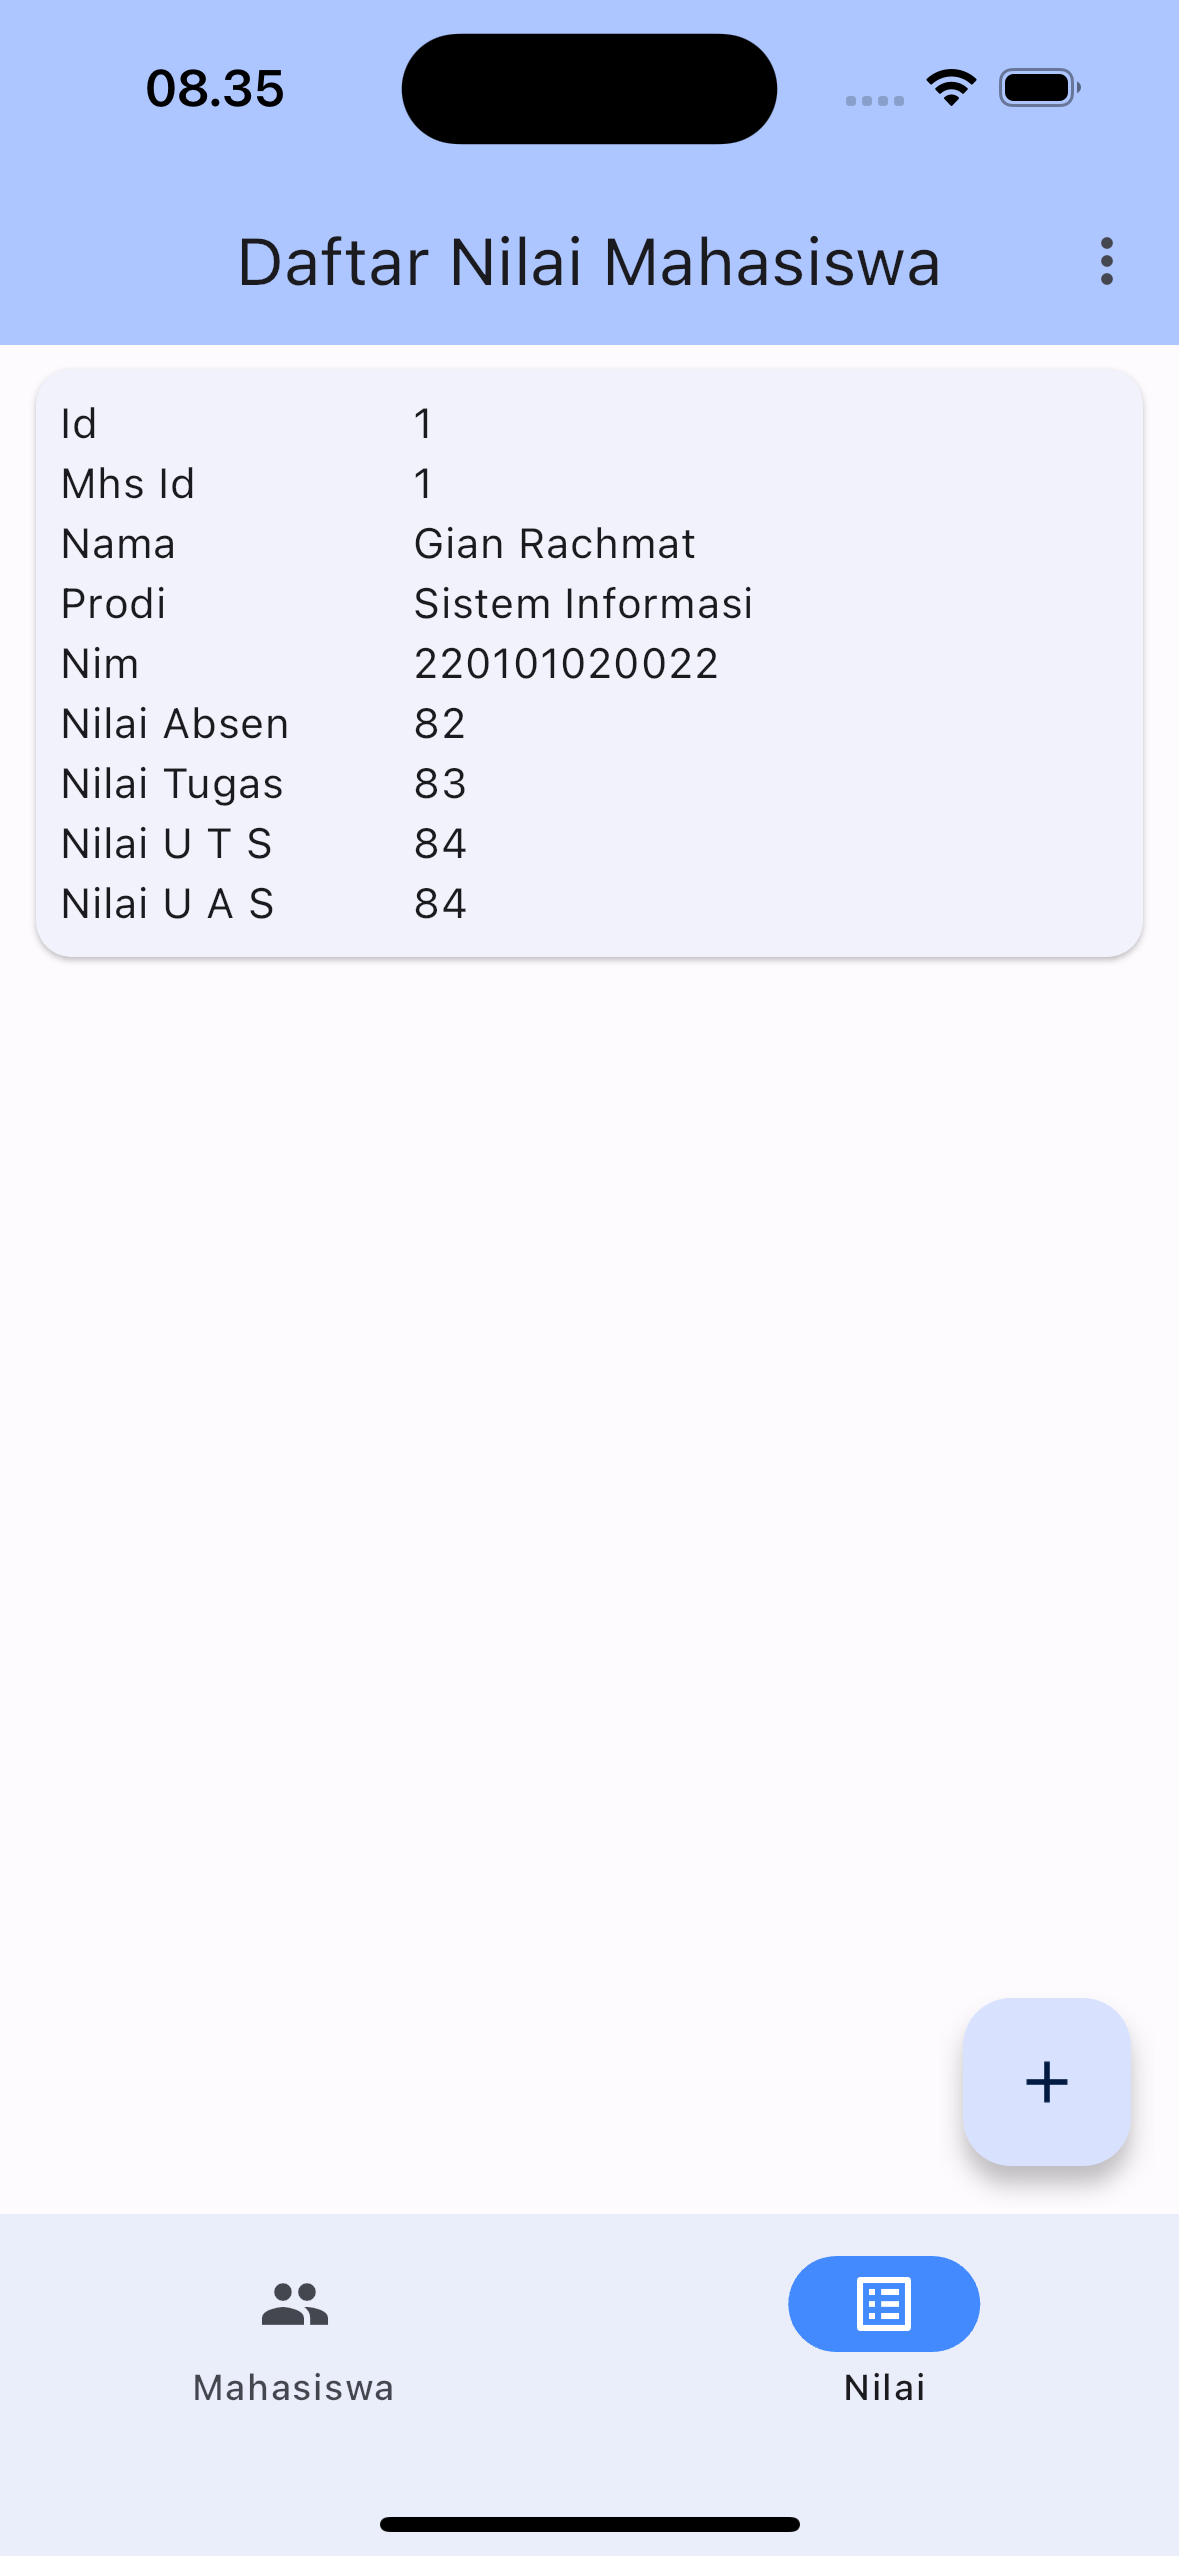 08.35
Daftar Nilai Mahasiswa
Id 1
Mhs Id 1
Nama Gian Rachmat
Prodi Sistem Informasi
Nim 220101020022
Nilai Absen 82
Nilai Tugas 83
Nilai U T S 84
Nilai U A S 84
Mahasiswa Nilai